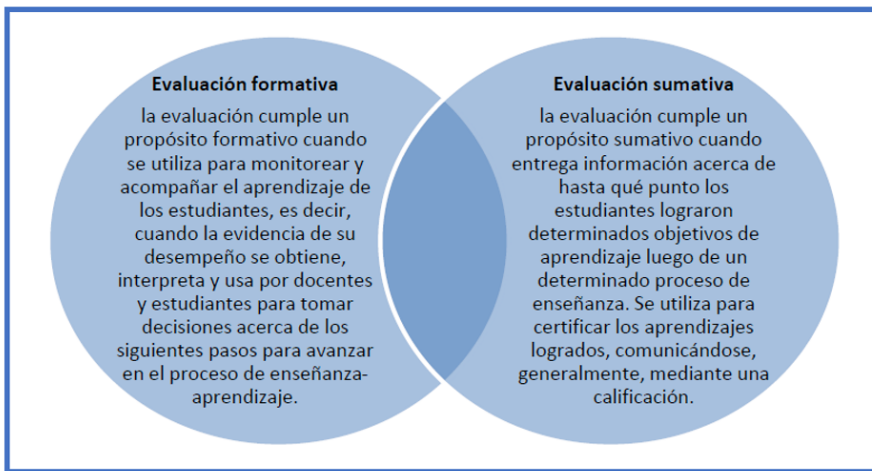 Evaluación formativa
la evaluación cumple un
propósito formativo cuando
se utiliza para monitorear y
acompañar el aprendizaje de
los estudiantes, es decir,
cuando la evidencia de su
desempeño se obtiene,
interpreta y usa por docentes
y estudiantes para tomar
decisiones acerca de los
siguientes pasos para avanzar
en el proceso de enseñanza-
aprendizaje.
Evaluación sumativa
la evaluación cumple un
propósito sumativo cuando
entrega información acerca de
hasta qué punto los
estudiantes lograron
determinados objetivos de
aprendizaje luego de un
determinado proceso de
enseñanza. Se utiliza para
certificar los aprendizajes
logrados, comunicándose,
generalmente, mediante una
calificación.